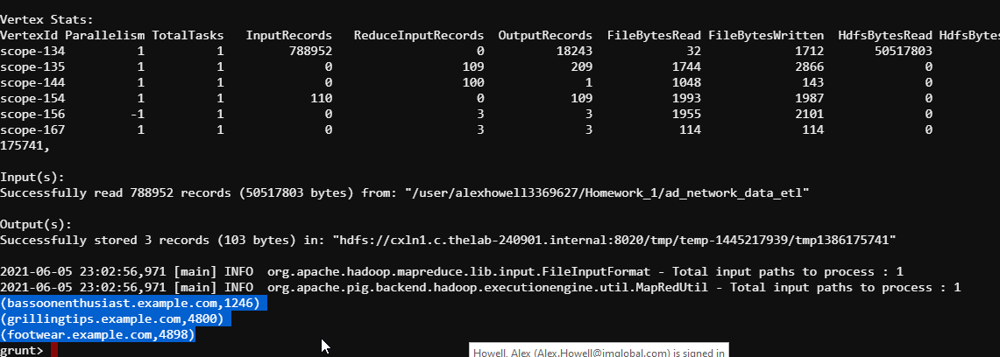 Vertex Stats:
VertexId Parallelism TotalTasks InputRecords ReduceInputRecords OutputRecords FileBytesRead FileBytesWritten HdfsBytesRead HdfsBytes
scope-134 1 1 788952 0 18243 32 1712 50517803
scope-135 1 1 0 109 209 1744 2866 0
scope-144 1 1 0 100 1 1048 143 0
scope-154 1 1 110 0 109 1993 1987 0
scope-156 -1 1 0 3 3 1955 2101 0
scope-167 1 1 0 3 3 114 114 0
175741,
Input(s):
Successfully read 788952 records (50517803 bytes) from: "/user/alexhowell3369627/Homework_1/ad_network_data_etl"
Output(s):
Successfully stored 3 records (103 bytes) in: "hdfs://cxln1.c.thelab-240901.internal:8020/tmp/temp-1445217939/tmp1386175741"
2021-06-05 23:02:56,971 [main] INFO org.apache.hadoop.mapreduce.lib.input.FileInputFormat - Total input paths to process : 1
2021-06-05 23:02:56,971 [main] INFO org.apache.pig.backend.hadoop.executionengine.util.MapRedUtil - Total input paths to process : 1
(bassoonenthusiast.example.com,1246)
(grillingtips.example.com,4800)
(footwear.example.com,4898)
grunt>
Howell, Alex (Alex.Howell@imglobal.com) is signed in